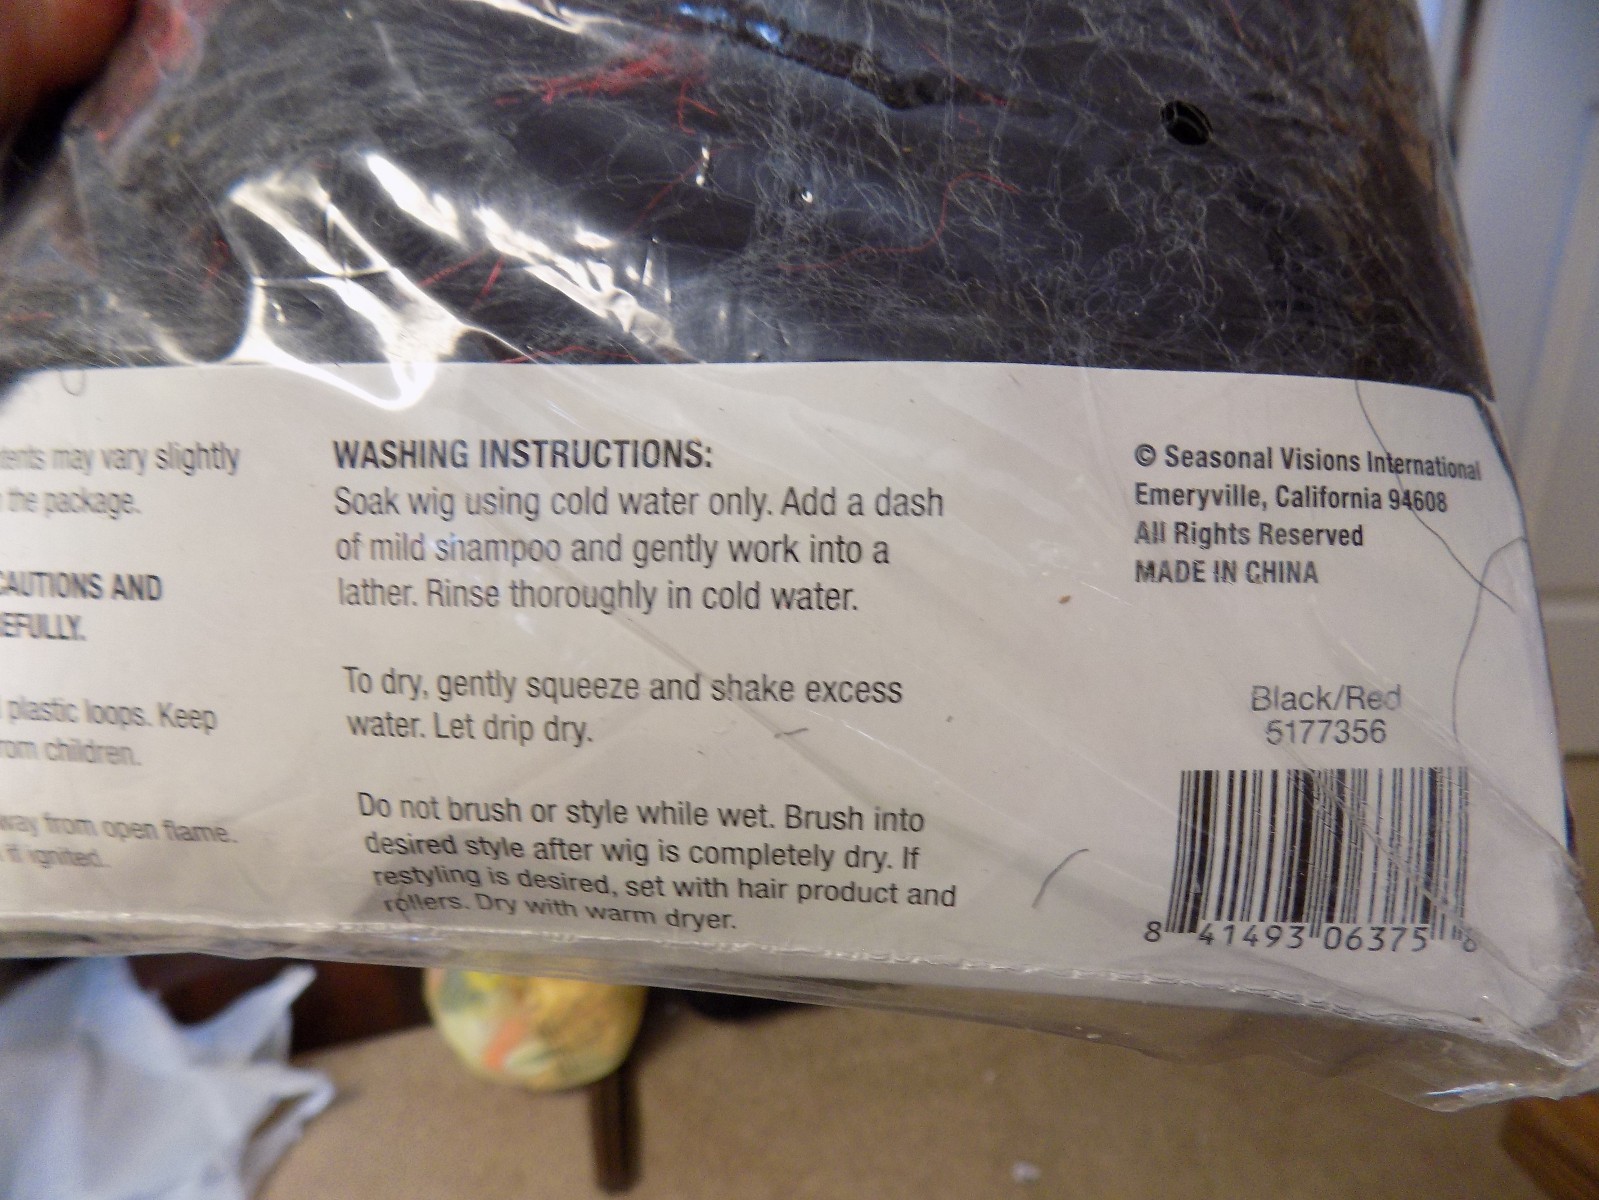 may vary slightly
the package.
AND
plastic loops. Keep
from children.
from open flame.
if ignited.
WASHING INSTRUCTIONS:
Soak wig using cold water only. Add a dash
of mild shampoo and gently work into a
lather. Rinse thoroughly in cold water.
To dry, gently squeeze and shake excess
water. Let drip dry.
Do not brush or style while wet. Brush into
desired style after wig is completely dry. If
restyling is desired, set with hair product and
rollers. Dry with warm dryer.
© Seasonal Visions International
Emeryville, California 94608
All Rights Reserved
MADE IN CHINA
Black/Red
5177356
8 41493 06375 8